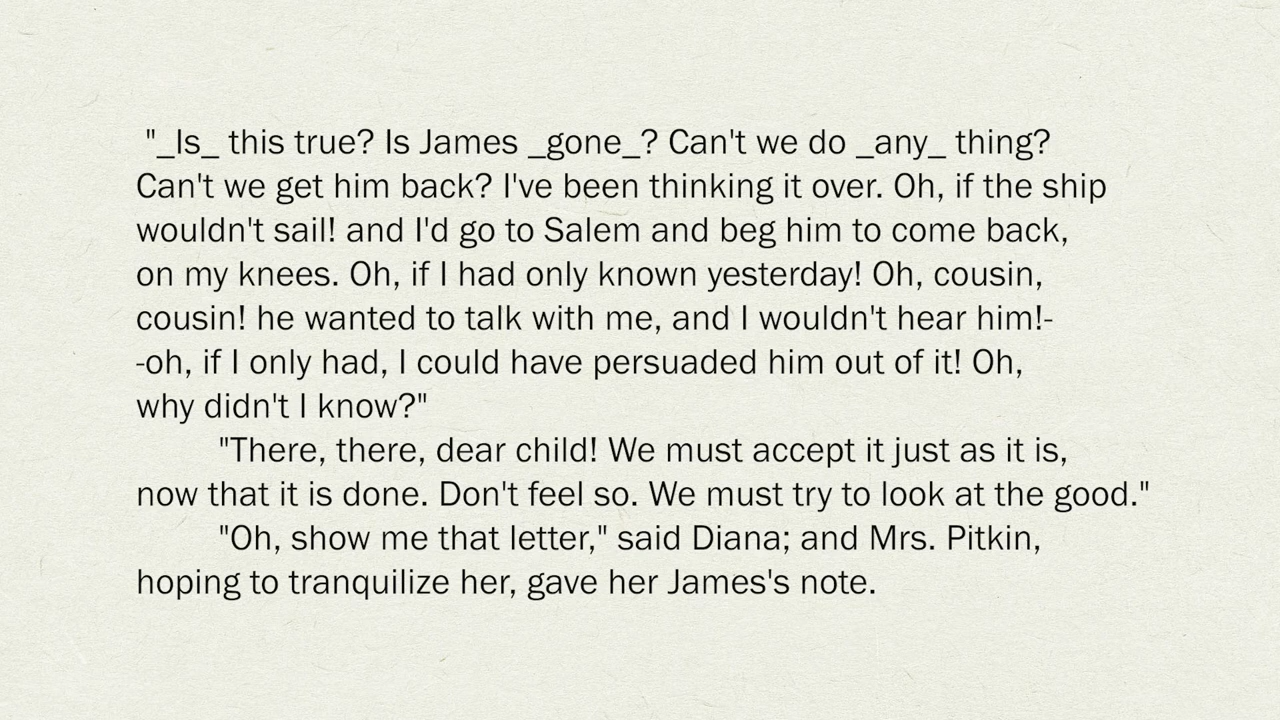 "_Is_ this true? Is James _gone_? Can't we do _any_ thing?
Can't we get him back? I've been thinking it over. Oh, if the ship
wouldn't sail! and I'd go to Salem and beg him to come back,
on my knees. Oh, if I had only known yesterday! Oh, cousin,
cousin! he wanted to talk with me, and I wouldn't hear him!-
-oh, if I only had, I could have persuaded him out of it! Oh,
why didn't I know?"
"There, there, dear child! We must accept it just as it is,
now that it is done. Don't feel so. We must try to look at the good."
"Oh, show me that letter," said Diana; and Mrs. Pitkin,
hoping to tranquilize her, gave her James's note.